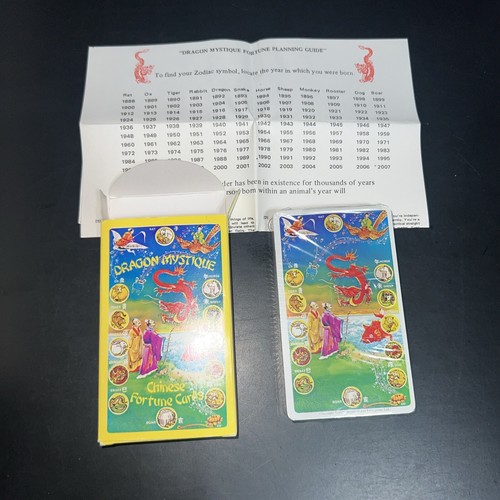 "DRAGON MYSTIQUE FORTUNE PLANNING GUIDE"
To find your Zodiac symbol, locate the year in which you were born
Rat Ox Tiger Rabbit Dragon Snake Horse Sheep Monkey Rooster Dog Boar
1888 1889 1890 1891 1892 1893 1894 1895 1896 1897 1898 1899
1900 1901 1902 1903 1904 1905 1906 1907 1908 1909 1910 1911
1912 1913 1914 1915 1916 1917 1918 1919 1920 1921 1922 1923
1924 1925 1926 1927 1928 1929 1930 1931 1932 1933 1934 1935
1936 1937 1938 1939 1940 1941 1942 1943 1944 1945 1946 1947
1948 1949 1950 1951 1952 1953 1954 1955 1956 1957 1958 1959
1960 1961 1962 1963 1964 1965 1966 1967 1968 1969 1970 1971
1972 1973 1974 1975 1976 1977 1978 1979 1980 1981 1982 1983
1990 1991 1992 1993 1994 1995
2002 2003 2004 2005 2006 *2007
has been in existence for thousands of years
born within an animal's year will
DRAGON MYSTIQUE
Chinese
Fortune Cards